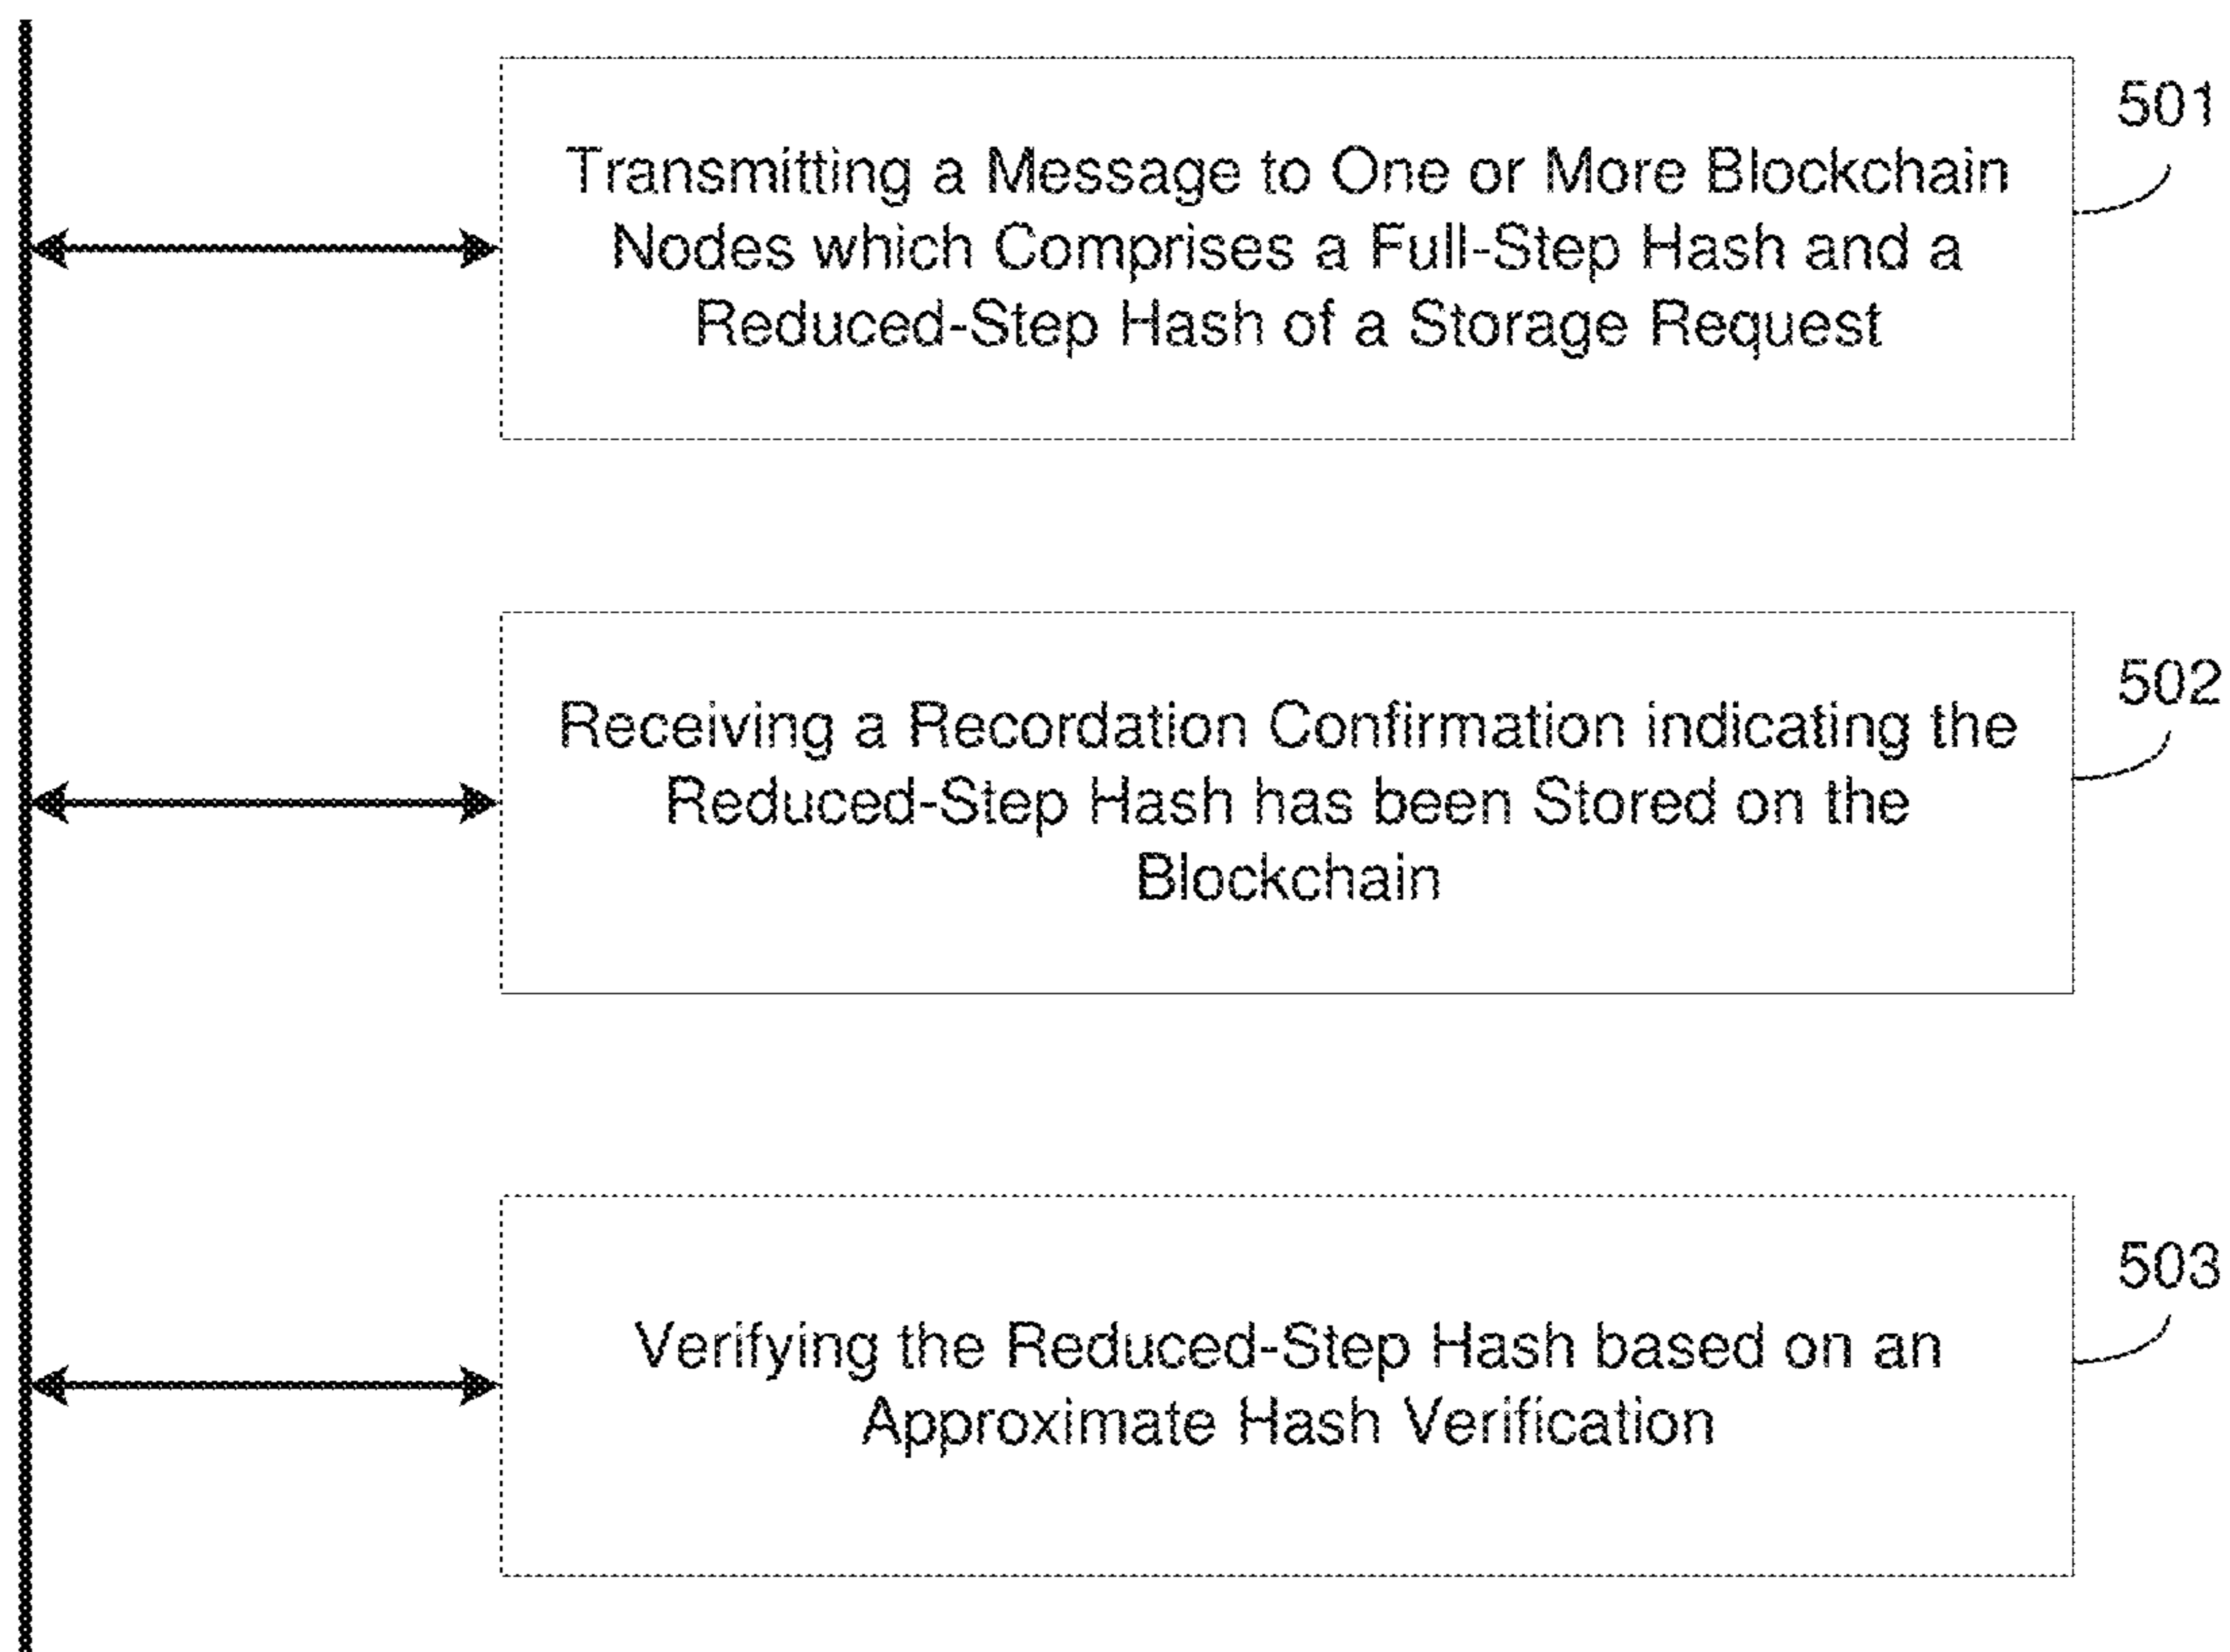 501
Transmitting a Message to One or More Blockchain
Nodes which Comprises a Full-Step Hash and a
Reduced-Step Hash of a Storage Request
502
Receiving a Recordation Confirmation indicating the
Reduced-Step Hash has been Stored on the
Blockchain
503
Verifying the Reduced-Step Hash based on an
Approximate Hash Verification